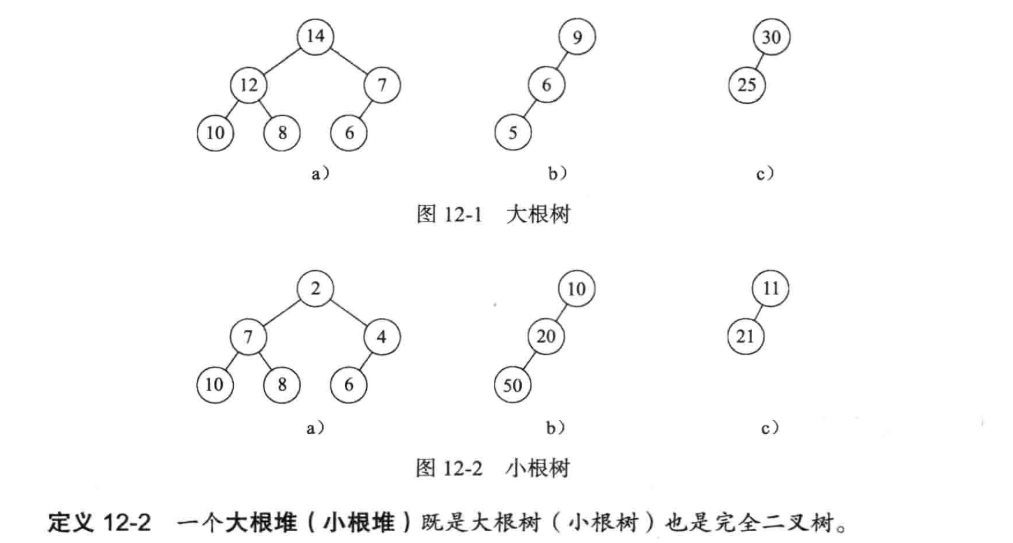 14
12 7
10 8 6
a）
9
6
5
b）
30
25
c）
图 12-1 大根树
2
7 4
10 8 6
a）
10
20
50
b）
11
21
c）
图 12-2 小根树
定义 12-2 一个大根堆（小根堆）既是大根树（小根树）也是完全二叉树。